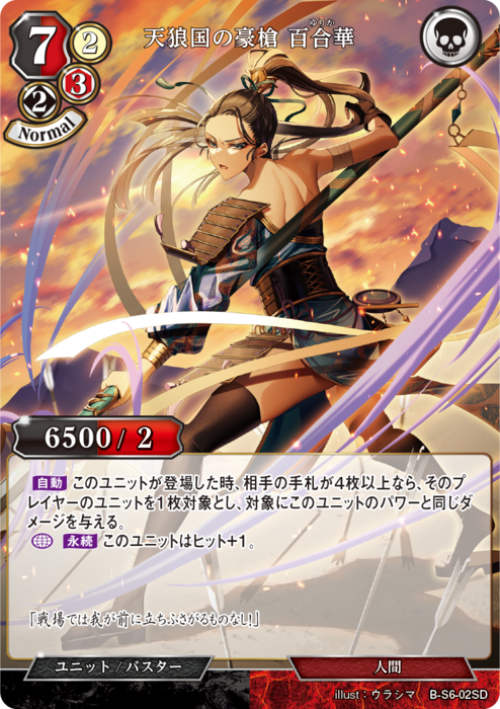 7
2
3
2
Normal
ゆりか
天狼国の豪槍 百合華
6500 / 2
自動 このユニットが登場した時、相手の手札が4枚以上なら、そのプ
レイヤーのユニットを1枚対象とし、対象にこのユニットのパワーと同じダ
メージを与える。
永続 このユニットはヒット+1。
「戦場では我が前に立ちふさがるものなし!」
ユニット / バスター
人間
illust：ウラシマ B-S6-02SD